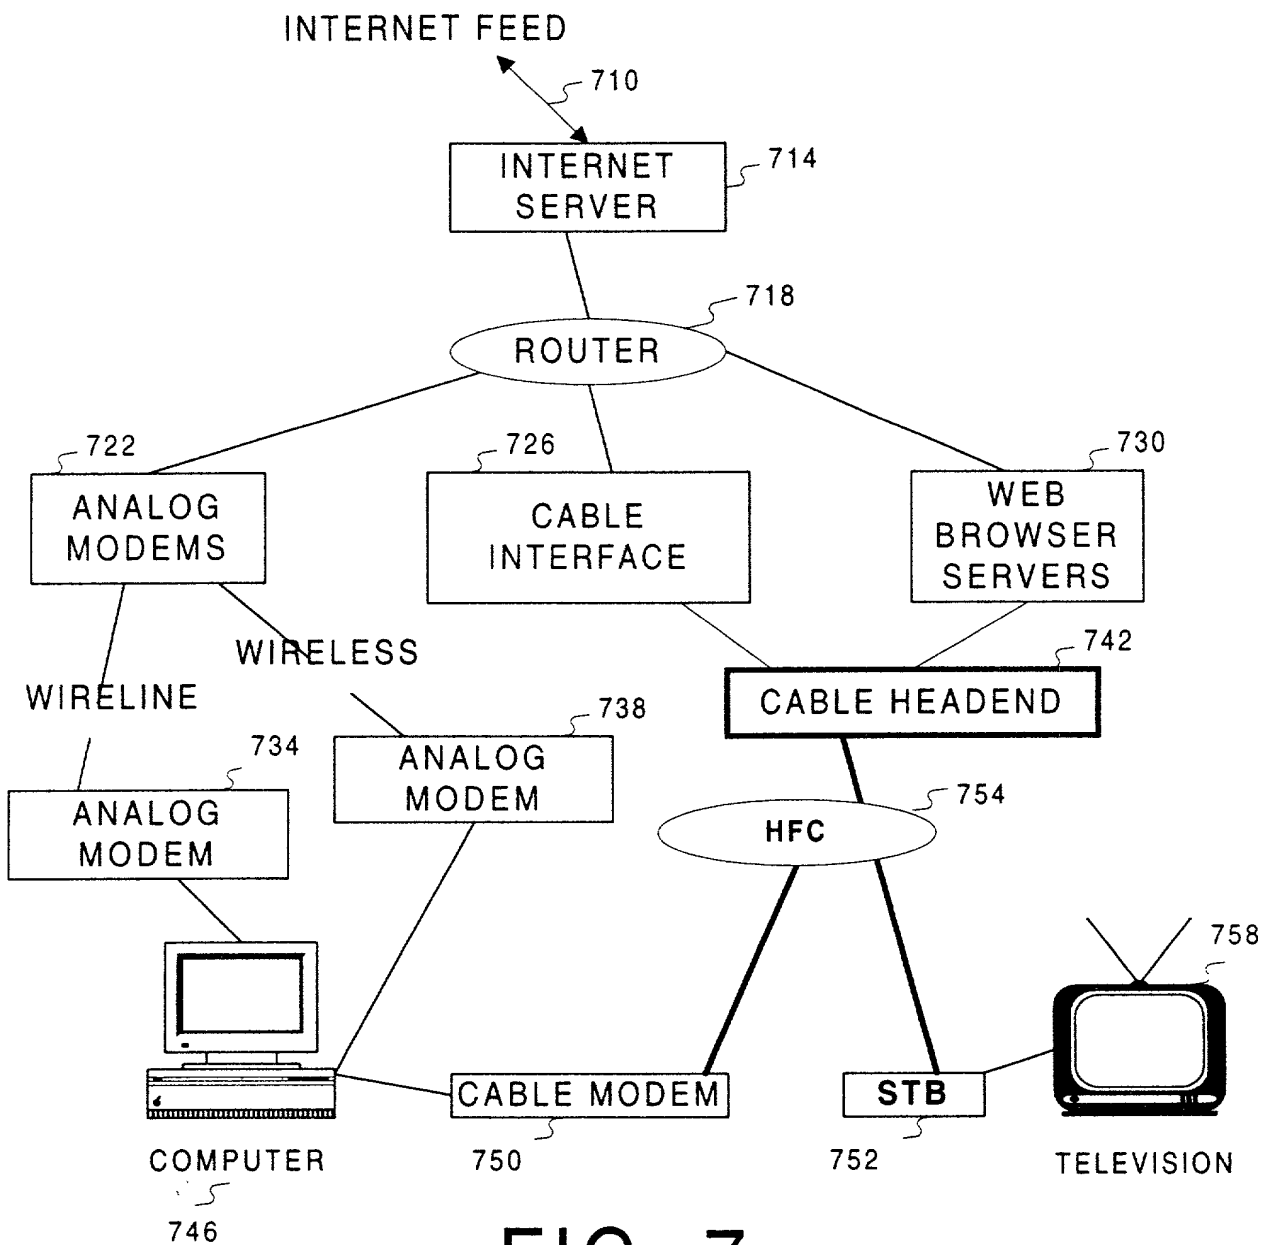 INTERNET FEED
710
INTERNET
SERVER
714
718
ROUTER
722
726
730
ANALOG
MODEMS
CABLE
INTERFACE
WEB
BROWSER
SERVERS
WIRELESS
742
WIRELINE
CABLE HEADEND
738
734
ANALOG
MODEM
754
ANALOG
MODEM
HFC
758
CABLE MODEM
STB
COMPUTER
750
752
TELEVISION
746
FIG. 7